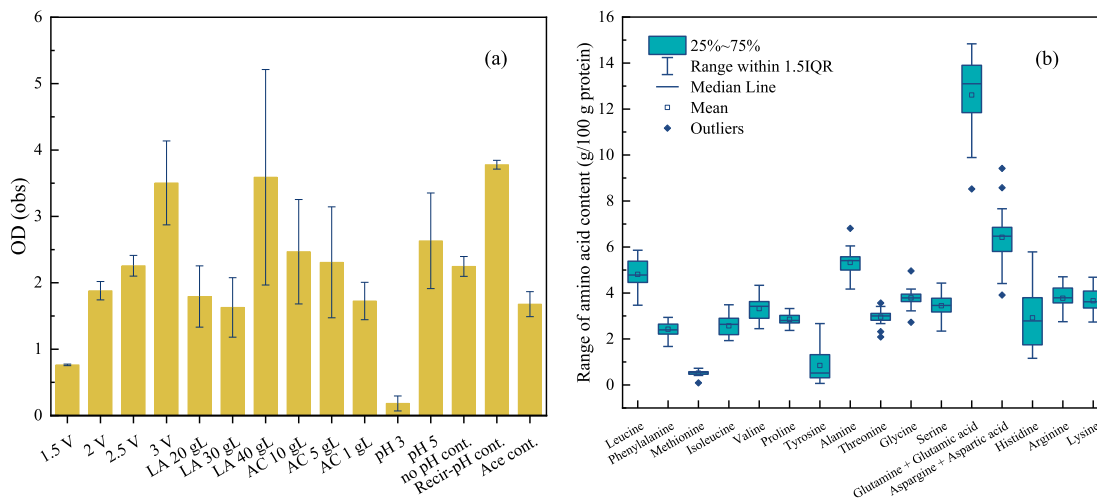 (a)
OD (obs)
6
5
4
3
2
1
0
1.5 V
2 V
2.5 V
3 V
LA 20 gL
LA 30 gL
LA 40 gL
AC 10 gL
AC 5 gL
AC 1 gL
pH 3
pH 5
no pH cont.
Recir-pH cont.
Ace cont.
(b)
Range of amino acid content (g/100 g protein)
16
14
12
10
8
6
4
2
0
25%~75%
Range within 1.5IQR
Median Line
Mean
Outliers
Leucine
Phenylalanine
Methionine
Isoleucine
Valine
Proline
Tyrosine
Alanine
Threonine
Glycine
Serine
Glutamine + Glutamic acid
Aspargine + Aspartic acid
Histidine
Arginine
Lysine